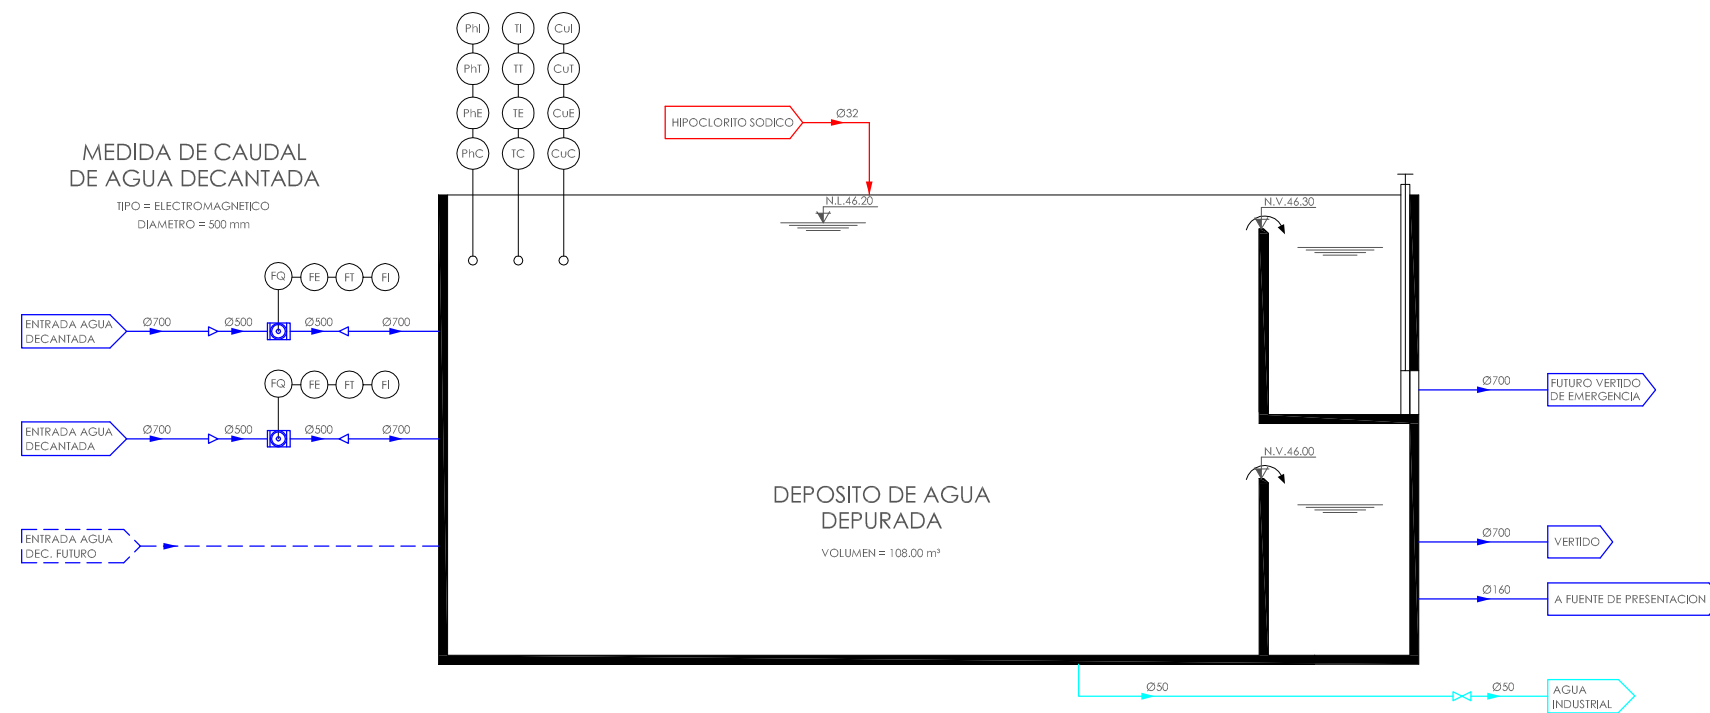 PhI
TI
CuI
PhT
TT
CuT
PhE
TE
CuE
PhC
TC
CuC
HIPOCLORITO SODICO
Ø32
MEDIDA DE CAUDAL
DE AGUA DECANTADA
TIPO = ELECTROMAGNETICO
DIAMETRO = 500 mm
N.L.46.20
N.V.46.30
FQ
FE
FT
FI
ENTRADA AGUA
DECANTADA
Ø700
Ø500
Ø500
Ø700
FQ
FE
FT
FI
ENTRADA AGUA
DECANTADA
Ø700
Ø500
Ø500
Ø700
Ø700
FUTURO VERTIDO
DE EMERGENCIA
N.V.46.00
DEPOSITO DE AGUA
DEPURADA
VOLUMEN = 108.00 m³
ENTRADA AGUA
DEC. FUTURO
Ø700
VERTIDO
Ø160
A FUENTE DE PRESENTACION
Ø50
Ø50
AGUA
INDUSTRIAL